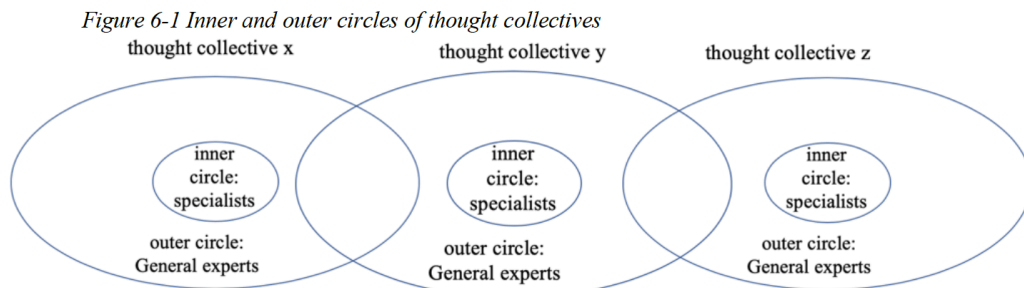 Figure 6-1 Inner and outer circles of thought collectives
thought collective x
thought collective y
thought collective z
inner
circle:
specialists
outer circle:
General experts
inner
circle:
specialists
outer circle:
General experts
inner
circle:
specialists
outer circle:
General experts